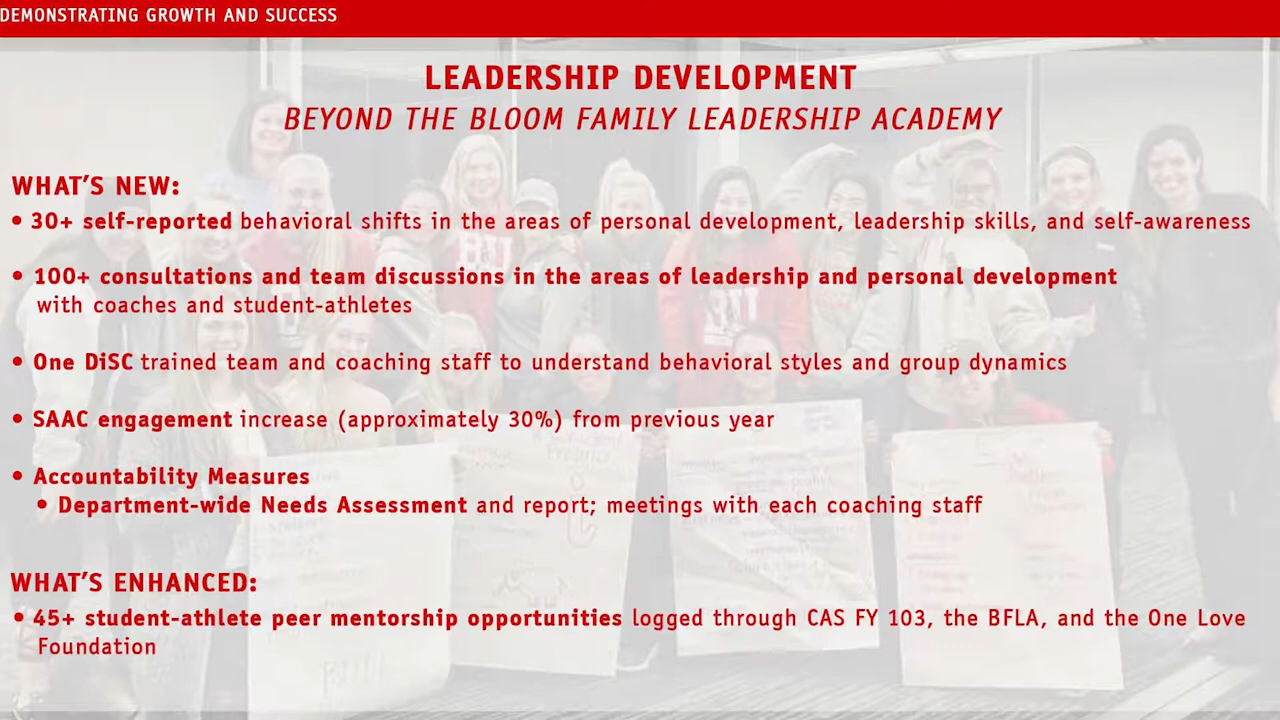 DEMONSTRATING GROWTH AND SUCCESS
LEADERSHIP DEVELOPMENT
BEYOND THE BLOOM FAMILY LEADERSHIP ACADEMY
WHAT'S NEW:
• 30+ self-reported behavioral shifts in the areas of personal development, leadership skills, and self-awareness
• 100+ consultations and team discussions in the areas of leadership and personal development
with coaches and student-athletes
• One DiSC trained team and coaching staff to understand behavioral styles and group dynamics
• SAAC engagement increase (approximately 30%) from previous year
• Accountability Measures
• Department-wide Needs Assessment and report; meetings with each coaching staff
WHAT'S ENHANCED:
• 45+ student-athlete peer mentorship opportunities logged through CAS FY 103, the BFLA, and the One Love
Foundation